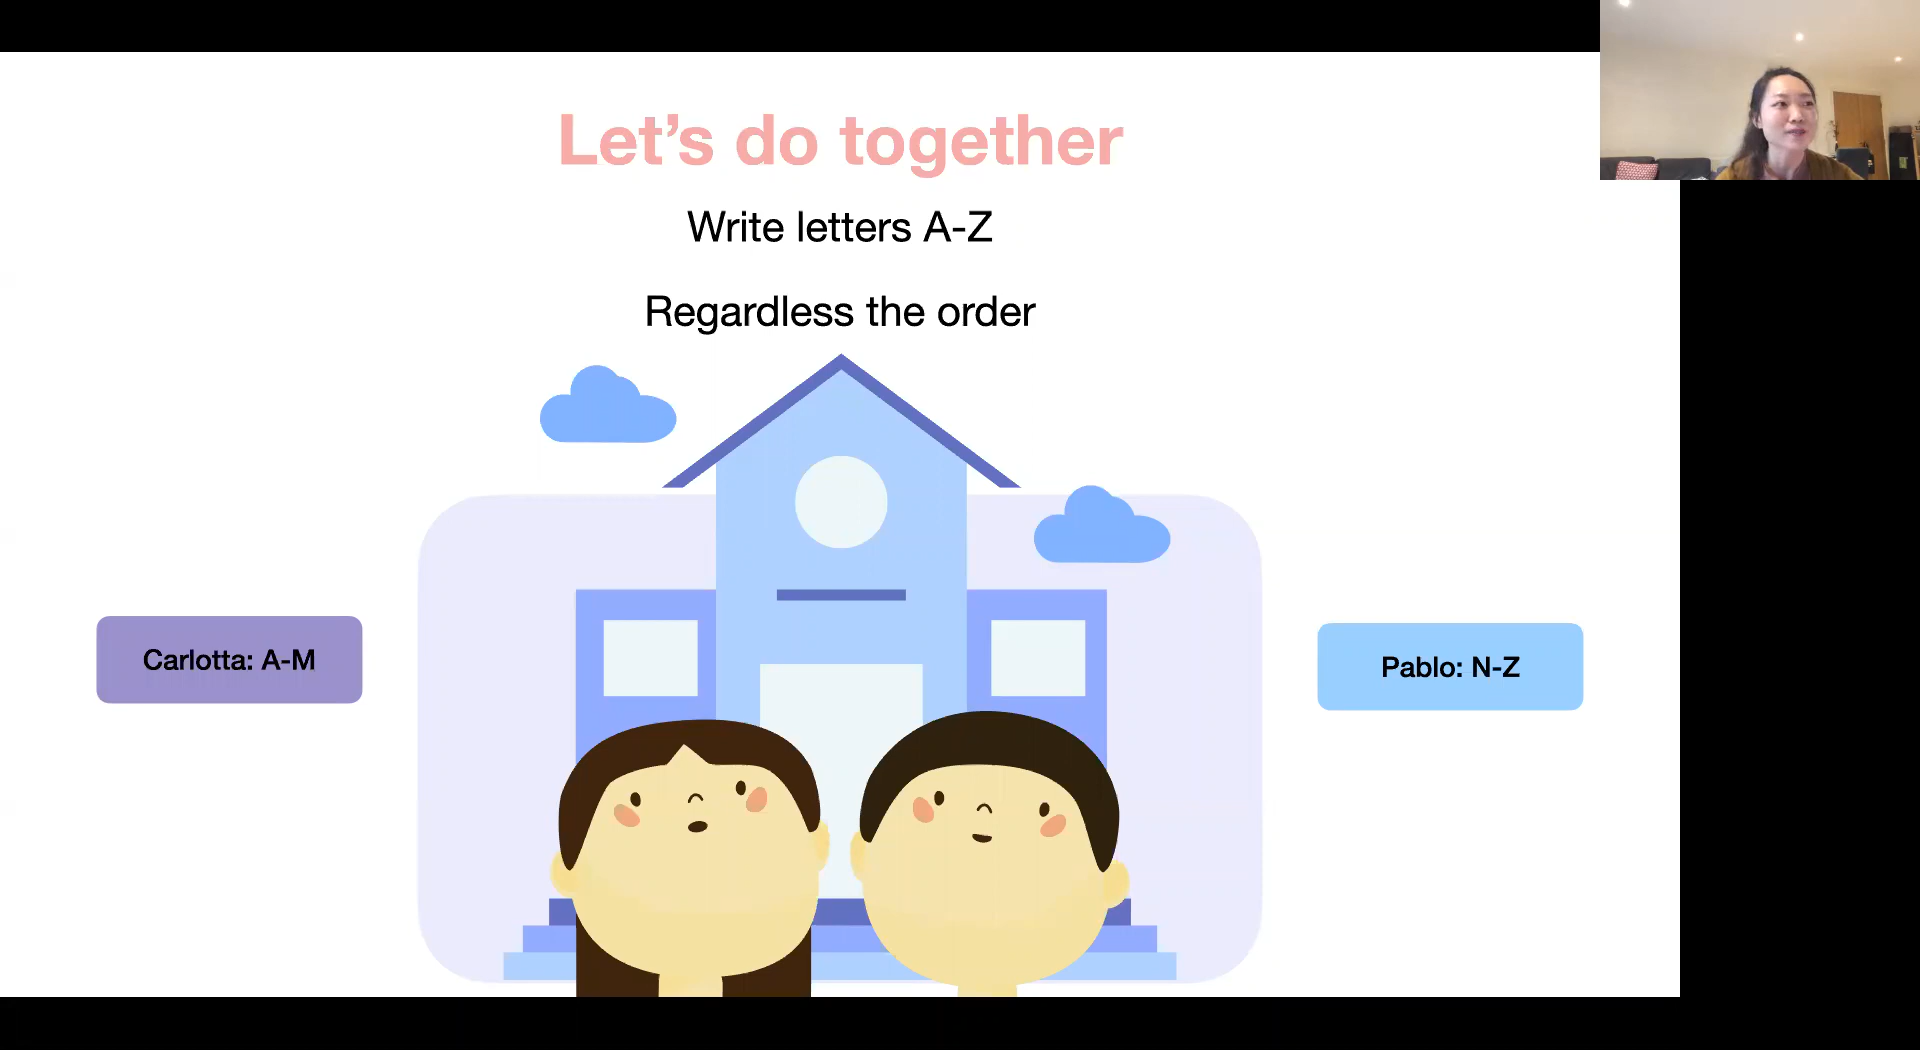 Let’s do together
Write letters A-Z
Regardless the order
Carlotta: A-M
Pablo: N-Z